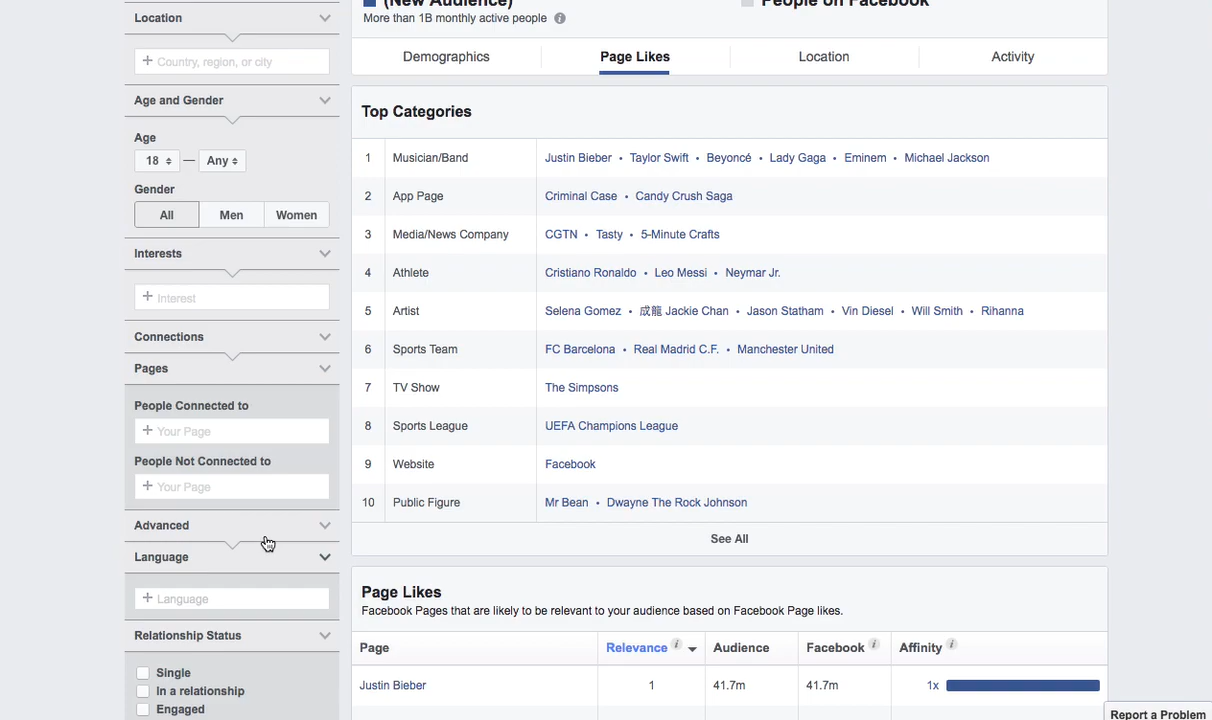 Location
+ Country, region, or city
Age and Gender
Age
18 — Any
Gender
All Men Women
Interests
+ Interest
Connections
Pages
People Connected to
+ Your Page
People Not Connected to
+ Your Page
Advanced
Language
+ Language
Relationship Status
Single
In a relationship
Engaged
(New Audience)
More than 1B monthly active people
People on Facebook
Demographics Page Likes Location Activity
Top Categories
1 Musician/Band Justin Bieber • Taylor Swift • Beyoncé • Lady Gaga • Eminem • Michael Jackson
2 App Page Criminal Case • Candy Crush Saga
3 Media/News Company CGTN • Tasty • 5-Minute Crafts
4 Athlete Cristiano Ronaldo • Leo Messi • Neymar Jr.
5 Artist Selena Gomez • 成龍 Jackie Chan • Jason Statham • Vin Diesel • Will Smith • Rihanna
6 Sports Team FC Barcelona • Real Madrid C.F. • Manchester United
7 TV Show The Simpsons
8 Sports League UEFA Champions League
9 Website Facebook
10 Public Figure Mr Bean • Dwayne The Rock Johnson
See All
Page Likes
Facebook Pages that are likely to be relevant to your audience based on Facebook Page likes.
Page Relevance i Audience Facebook i Affinity i
Justin Bieber 1 41.7m 41.7m 1x
Report a Problem